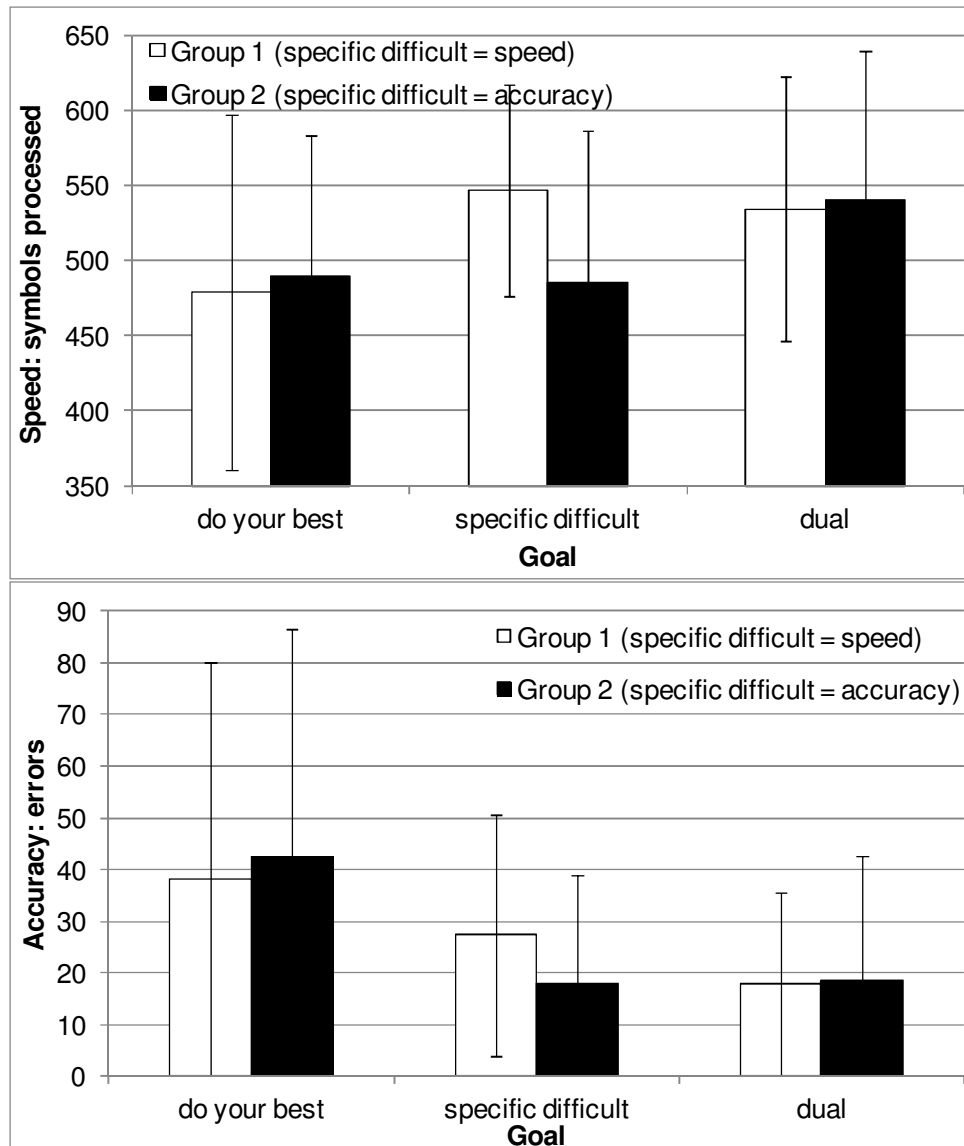 650
Group 1 (specific difficult = speed)
600
Group 2 (specific difficult = accuracy)
550
500
450
400
350
Speed: symbols processed
do your best
specific difficult
dual
Goal
90
80
70
60
50
40
30
20
10
0
Group 1 (specific difficult = speed)
Group 2 (specific difficult = accuracy)
Accuracy: errors
do your best
specific difficult
dual
Goal